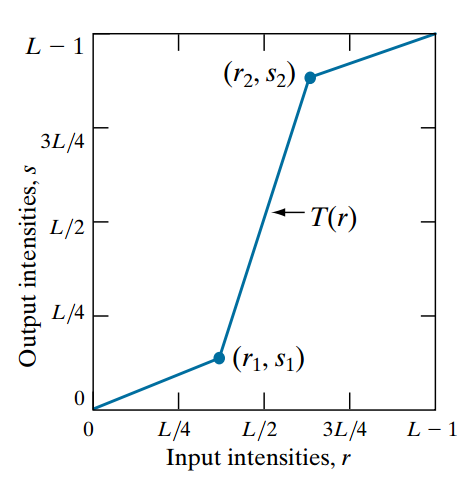 L − 1
(r₂, s₂)
3L/4
Output intensities, s
L/2
T(r)
L/4
(r₁, s₁)
0
0
L/4
L/2
3L/4
L − 1
Input intensities, r